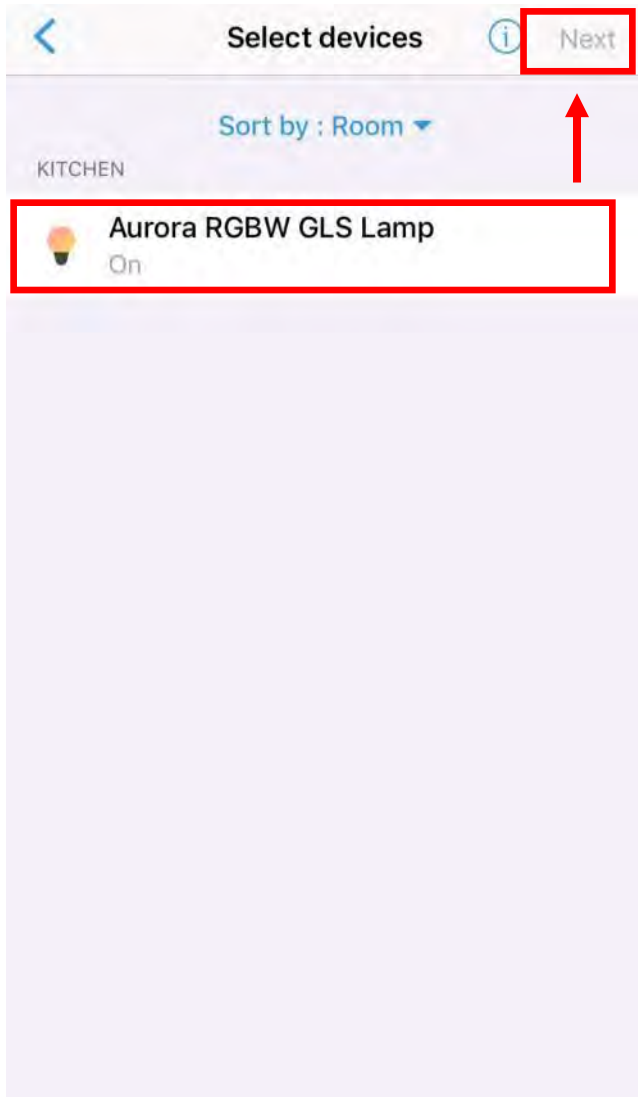 Select devices i Next
Sort by : Room
KITCHEN
Aurora RGBW GLS Lamp
On